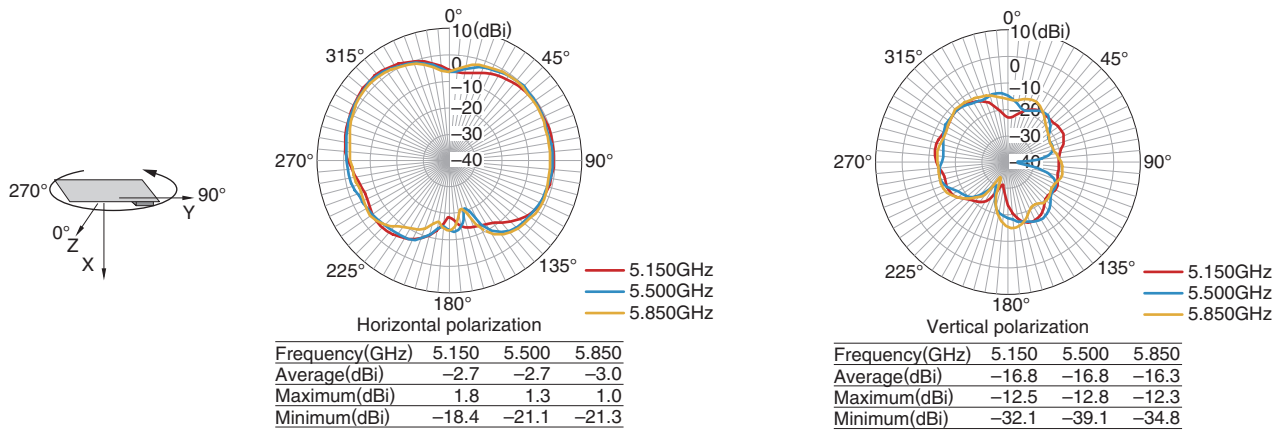 270°
90°
Y
0°
Z
X
0°
10(dBi)
0
–10
–20
–30
–40
45°
90°
135°
180°
225°
270°
315°
5.150GHz
5.500GHz
5.850GHz
Horizontal polarization
Frequency(GHz) 5.150 5.500 5.850
Average(dBi) –2.7 –2.7 –3.0
Maximum(dBi) 1.8 1.3 1.0
Minimum(dBi) –18.4 –21.1 –21.3
0°
10(dBi)
0
–10
–20
–30
–40
45°
90°
135°
180°
225°
270°
315°
5.150GHz
5.500GHz
5.850GHz
Vertical polarization
Frequency(GHz) 5.150 5.500 5.850
Average(dBi) –16.8 –16.8 –16.3
Maximum(dBi) –12.5 –12.8 –12.3
Minimum(dBi) –32.1 –39.1 –34.8